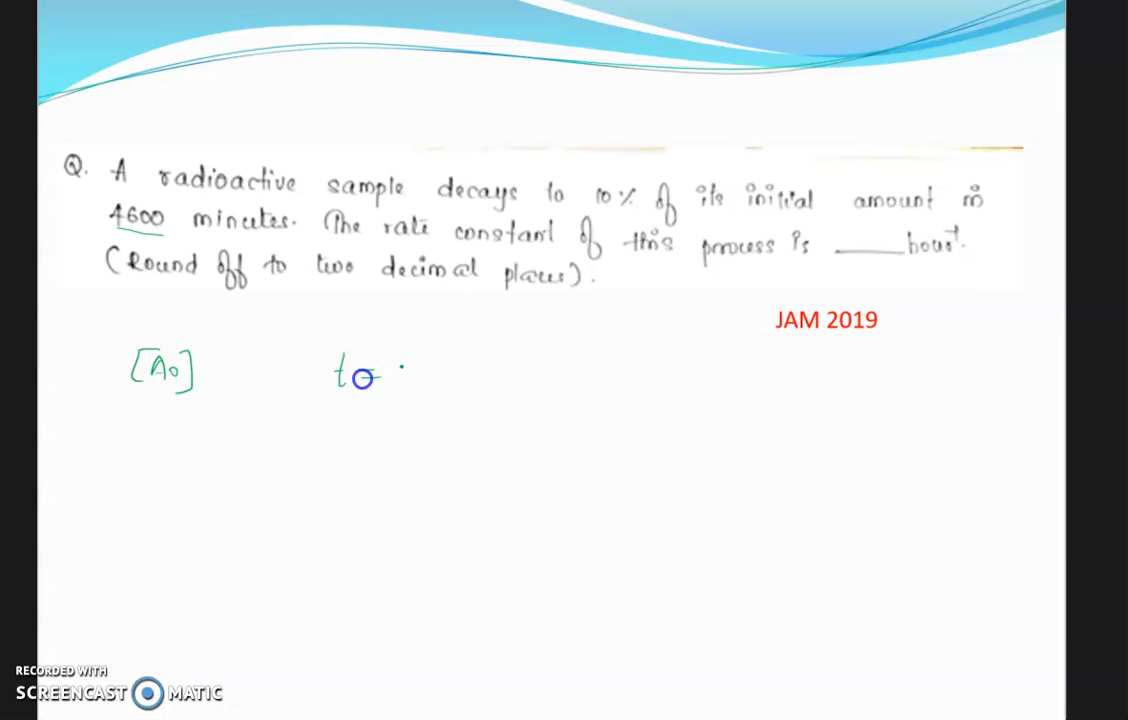 Q. A radioactive sample decays to 10% of its initial amount in
4600 minutes. (The rate constant of this process is ______ hour⁻¹.
(Round off to two decimal places).
JAM 2019
[A₀] t =
RECORDED WITH
SCREENCAST MATIC